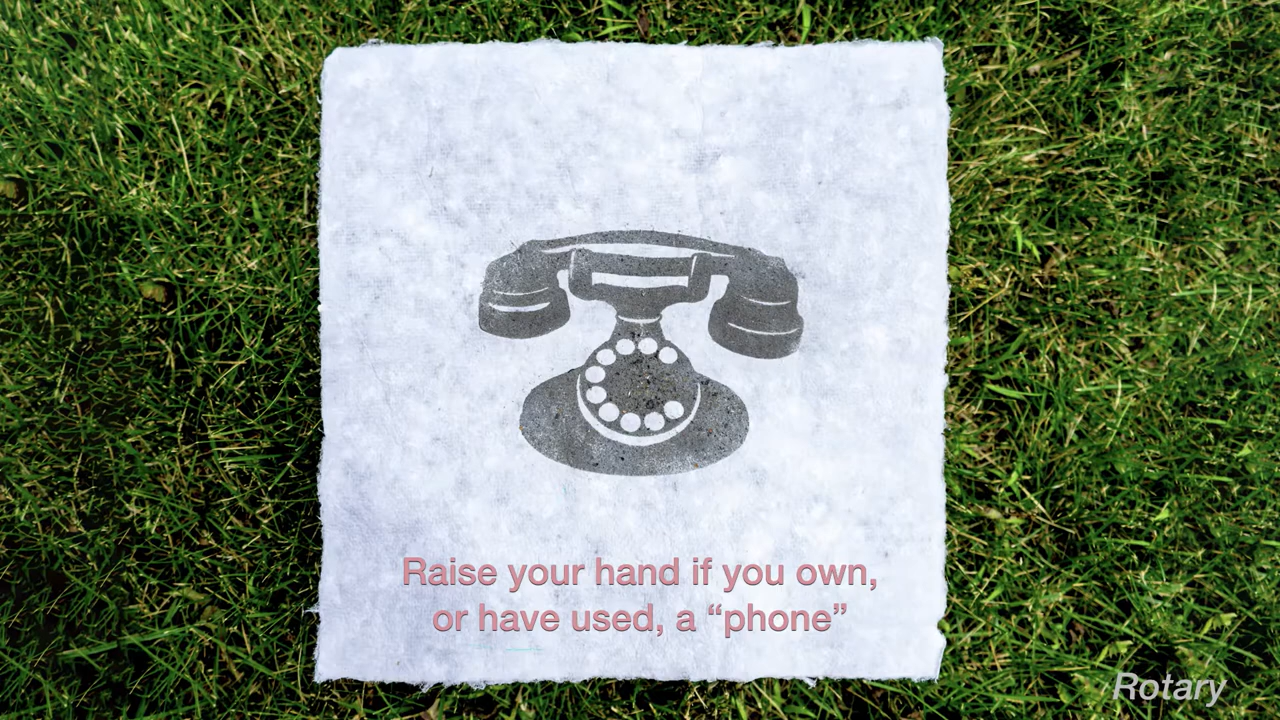 Raise your hand if you own,
or have used, a “phone”
Rotary